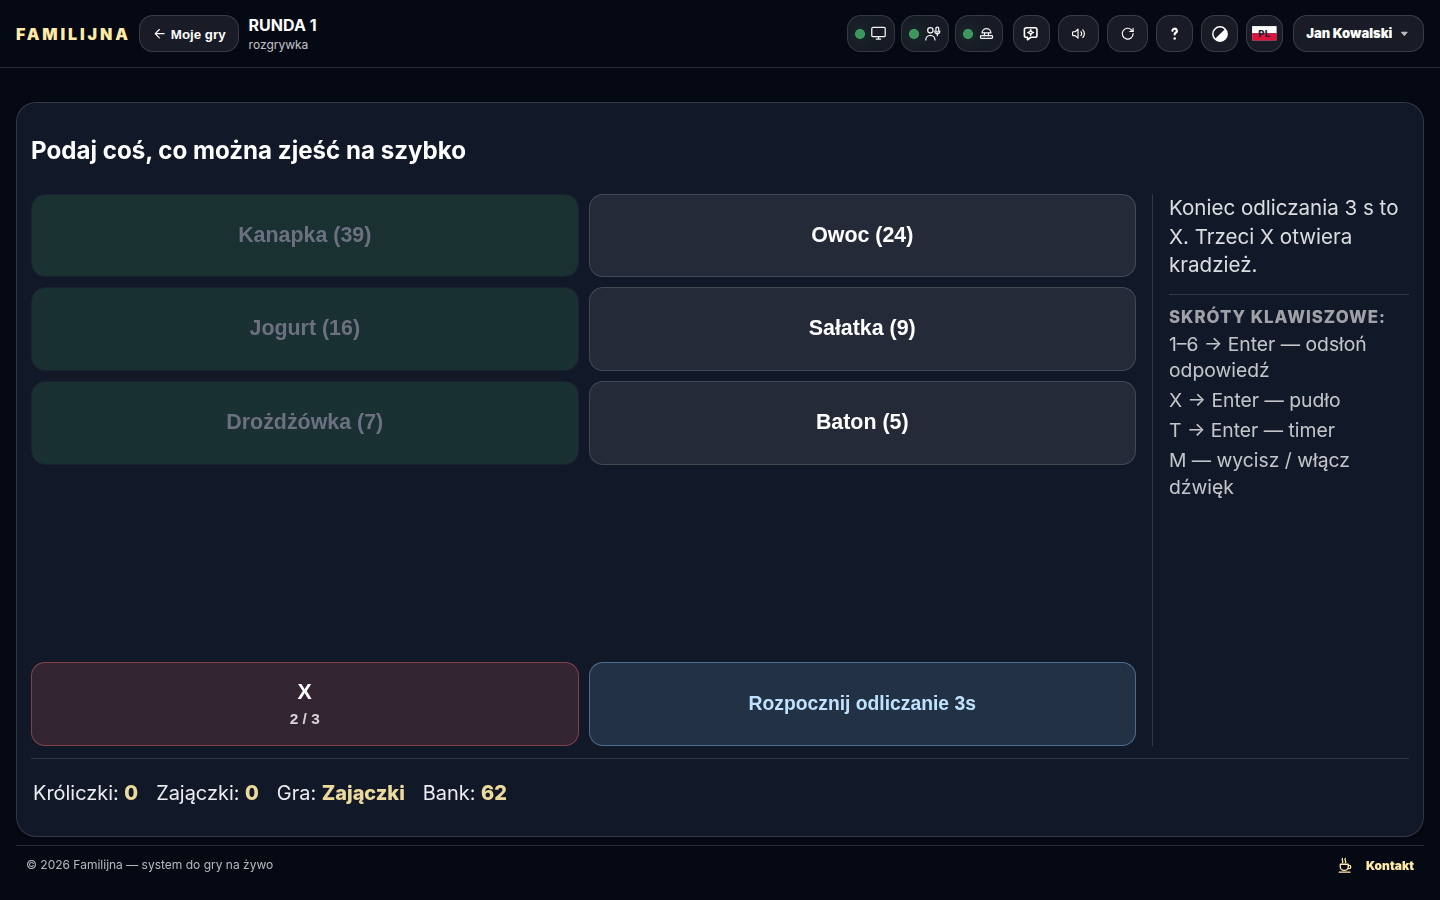 FAMILIJNA
← Moje gry
RUNDA 1
rozgrywka
?
PL
Jan Kowalski
Podaj coś, co można zjeść na szybko
Kanapka (39)
Owoc (24)
Jogurt (16)
Sałatka (9)
Drożdżówka (7)
Baton (5)
X
2 / 3
Rozpocznij odliczanie 3s
Koniec odliczania 3 s to
X. Trzeci X otwiera
kradzież.
SKRÓTY KLAWISZOWE:
1–6 → Enter — odsłoń
odpowiedź
X → Enter — pudło
T → Enter — timer
M — wycisz / włącz
dźwięk
Króliczki: 0 Zajączki: 0 Gra: Zajączki Bank: 62
© 2026 Familijna — system do gry na żywo
Kontakt